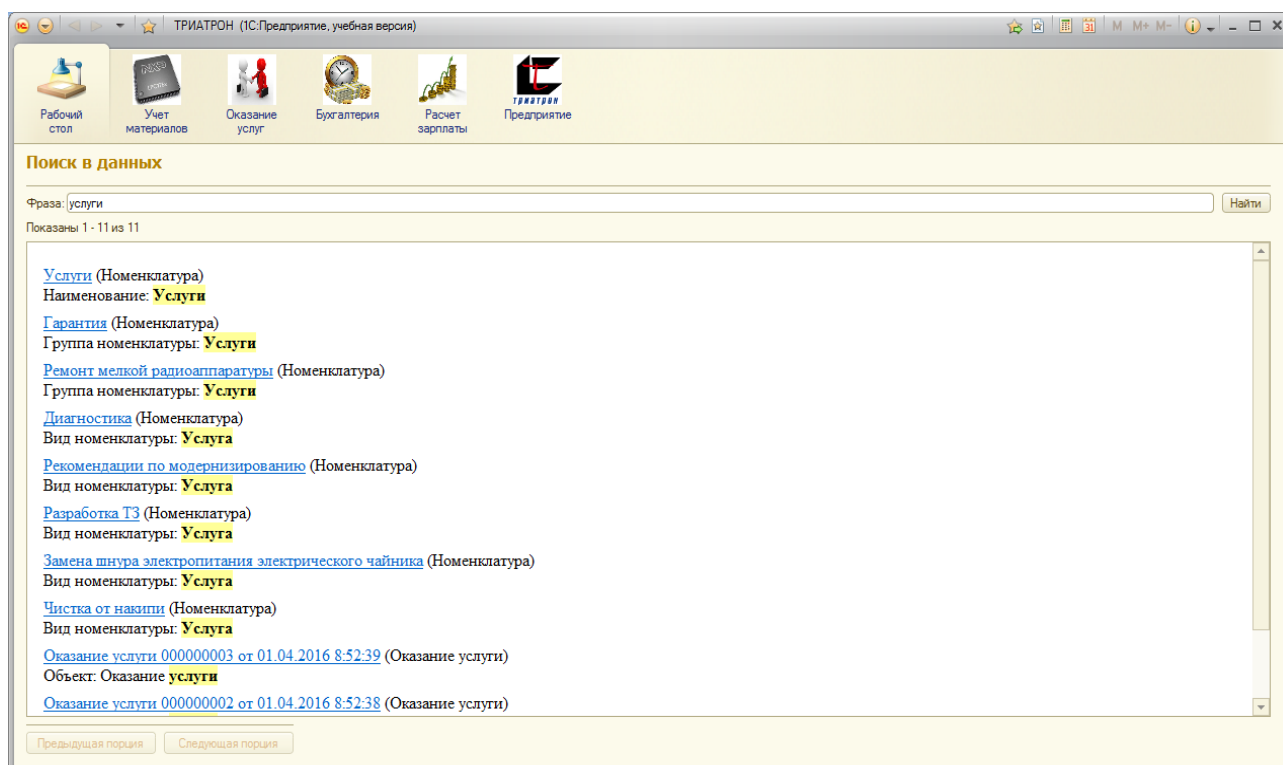 ТРИАТРОН (1С:Предприятие, учебная версия)
M M+ M-
Рабочий стол
Учет материалов
Оказание услуг
Бухгалтерия
Расчет зарплаты
триатрон
Предприятие
Поиск в данных
Фраза: услуги
Найти
Показаны 1 - 11 из 11
Услуги (Номенклатура)
Наименование: Услуги
Гарантия (Номенклатура)
Группа номенклатуры: Услуги
Ремонт мелкой радиоаппаратуры (Номенклатура)
Группа номенклатуры: Услуги
Диагностика (Номенклатура)
Вид номенклатуры: Услуга
Рекомендации по модернизированию (Номенклатура)
Вид номенклатуры: Услуга
Разработка ТЗ (Номенклатура)
Вид номенклатуры: Услуга
Замена шнура электропитания электрического чайника (Номенклатура)
Вид номенклатуры: Услуга
Чистка от накипи (Номенклатура)
Вид номенклатуры: Услуга
Оказание услуги 000000003 от 01.04.2016 8:52:39 (Оказание услуги)
Объект: Оказание услуги
Оказание услуги 000000002 от 01.04.2016 8:52:38 (Оказание услуги)
Предыдущая порция
Следующая порция